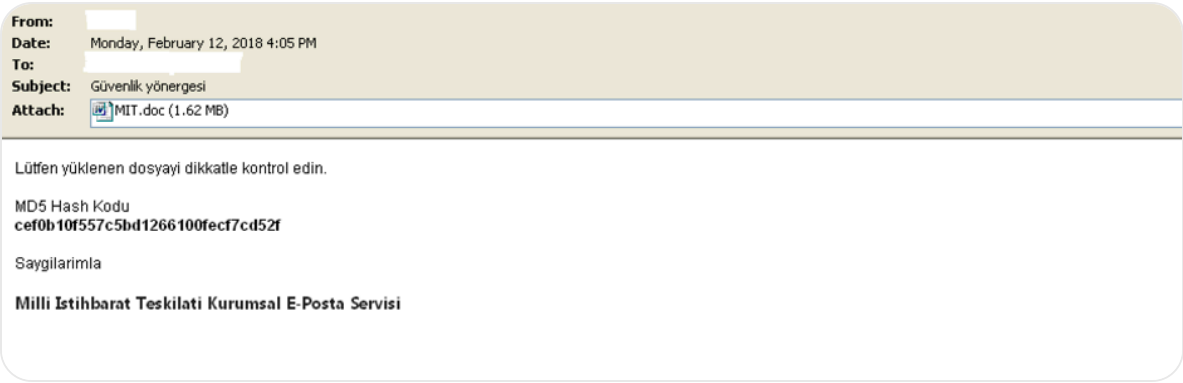 From:
Date: Monday, February 12, 2018 4:05 PM
To:
Subject: Güvenlik yönergesi
Attach: MIT.doc (1.62 MB)
Lütfen yüklenen dosyayi dikkatle kontrol edin.
MD5 Hash Kodu
cef0b10f557c5bd1266100fecf7cd52f
Saygilarimla
Milli Istihbarat Teskilati Kurumsal E-Posta Servisi